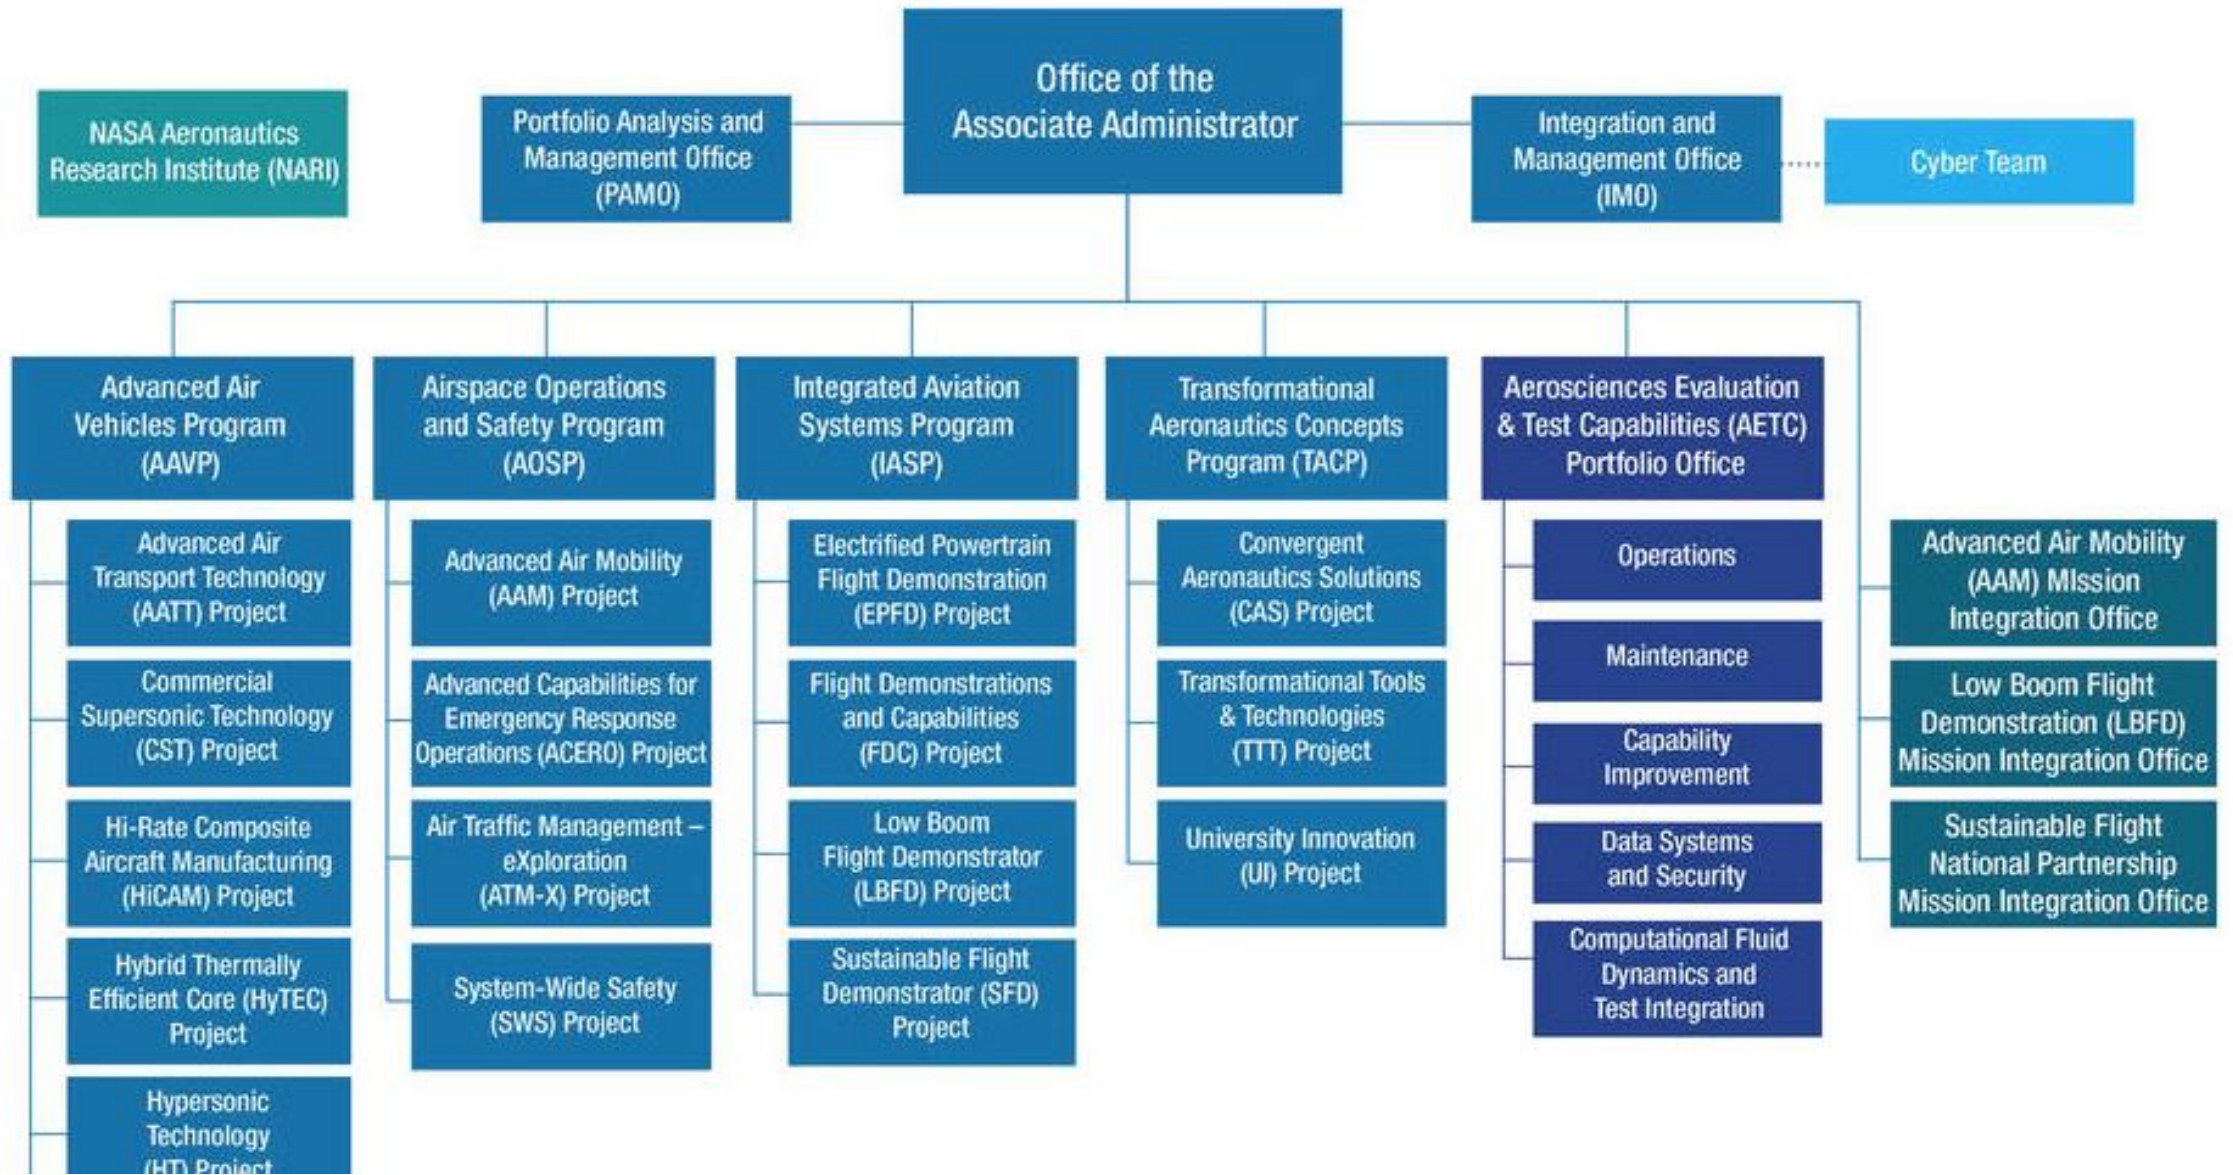 Office of the
Associate Administrator
NASA Aeronautics
Research Institute (NARI)
Portfolio Analysis and
Management Office
(PAMO)
Integration and
Management Office
(IMO)
Cyber Team
Advanced Air
Vehicles Program
(AAVP)
Advanced Air
Transport Technology
(AATT) Project
Commercial
Supersonic Technology
(CST) Project
Hi-Rate Composite
Aircraft Manufacturing
(HiCAM) Project
Hybrid Thermally
Efficient Core (HyTEC)
Project
Hypersonic
Technology
(HT) Project
Airspace Operations
and Safety Program
(AOSP)
Advanced Air Mobility
(AAM) Project
Advanced Capabilities for
Emergency Response
Operations (ACERO) Project
Air Traffic Management –
eXploration
(ATM-X) Project
System-Wide Safety
(SWS) Project
Integrated Aviation
Systems Program
(IASP)
Electrified Powertrain
Flight Demonstration
(EPFD) Project
Flight Demonstrations
and Capabilities
(FDC) Project
Low Boom
Flight Demonstrator
(LBFD) Project
Sustainable Flight
Demonstrator (SFD)
Project
Transformational
Aeronautics Concepts
Program (TACP)
Convergent
Aeronautics Solutions
(CAS) Project
Transformational Tools
& Technologies
(TTT) Project
University Innovation
(UI) Project
Aerosciences Evaluation
& Test Capabilities (AETC)
Portfolio Office
Operations
Maintenance
Capability
Improvement
Data Systems
and Security
Computational Fluid
Dynamics and
Test Integration
Advanced Air Mobility
(AAM) MIssion
Integration Office
Low Boom Flight
Demonstration (LBFD)
Mission Integration Office
Sustainable Flight
National Partnership
Mission Integration Office